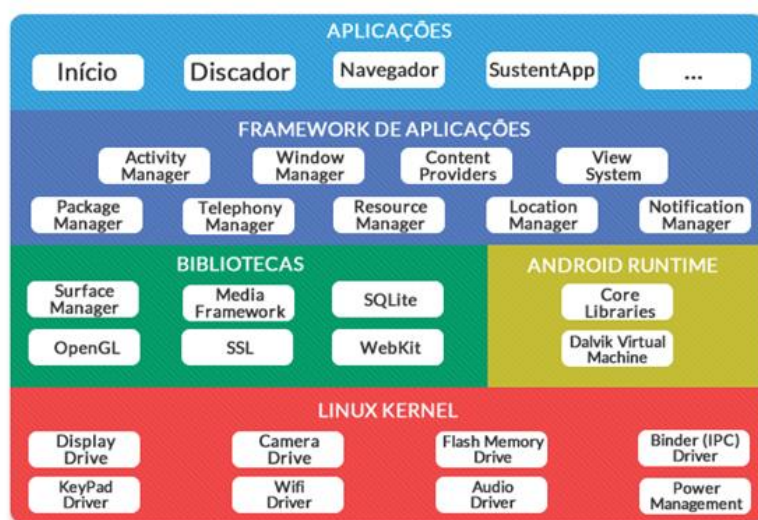 APLICAÇÕES
Início Discador Navegador SustentApp ...
FRAMEWORK DE APLICAÇÕES
Activity Manager Window Manager Content Providers View System
Package Manager Telephony Manager Resource Manager Location Manager Notification Manager
BIBLIOTECAS
Surface Manager Media Framework SQLite
OpenGL SSL WebKit
ANDROID RUNTIME
Core Libraries
Dalvik Virtual Machine
LINUX KERNEL
Display Drive Camera Drive Flash Memory Drive Binder (IPC) Driver
KeyPad Driver Wifi Driver Audio Driver Power Management